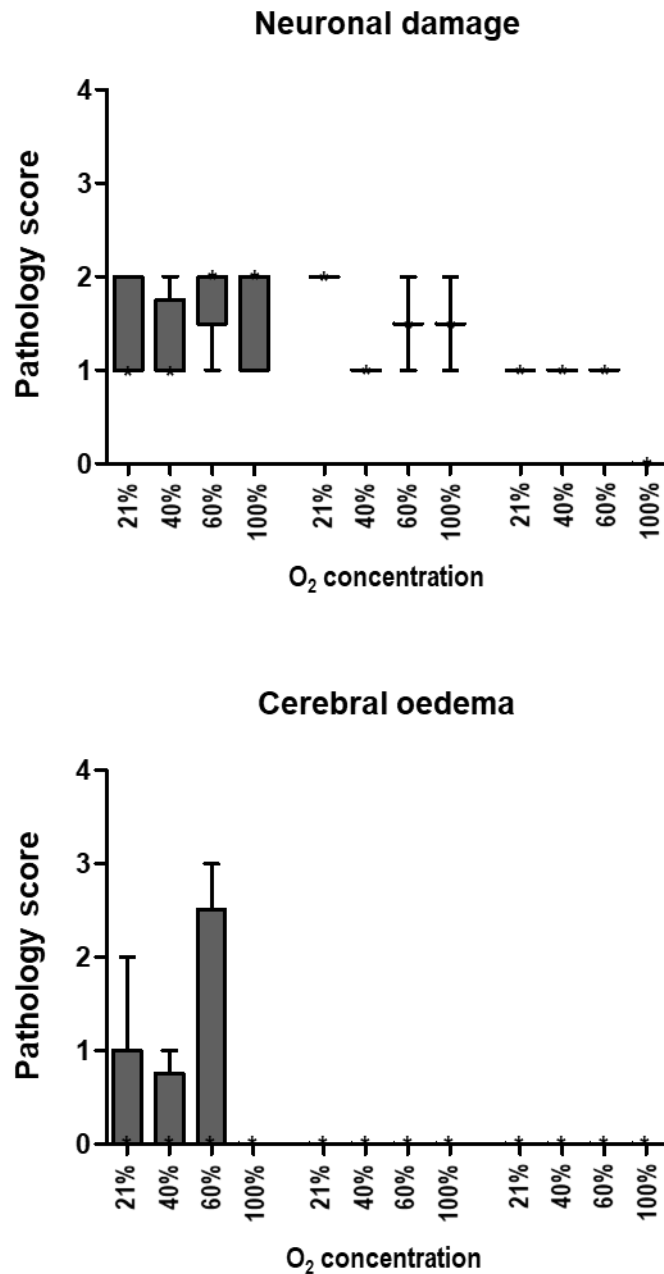 Neuronal damage
Pathology score
4
3
2
1
0
21% 40% 60% 100% 21% 40% 60% 100% 21% 40% 60% 100%
O₂ concentration
Cerebral oedema
Pathology score
4
3
2
1
0
21% 40% 60% 100% 21% 40% 60% 100% 21% 40% 60% 100%
O₂ concentration